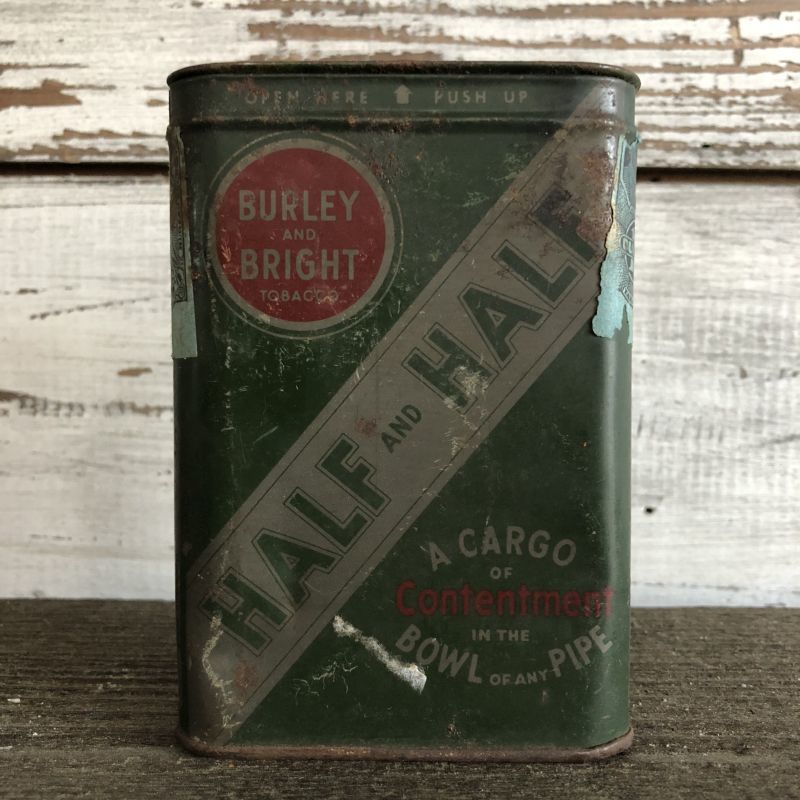 OPEN HERE PUSH UP
BURLEY
AND
BRIGHT
TOBACCO
HALF AND HALF
A CARGO
OF
Contentment
IN THE
BOWL OF ANY PIPE